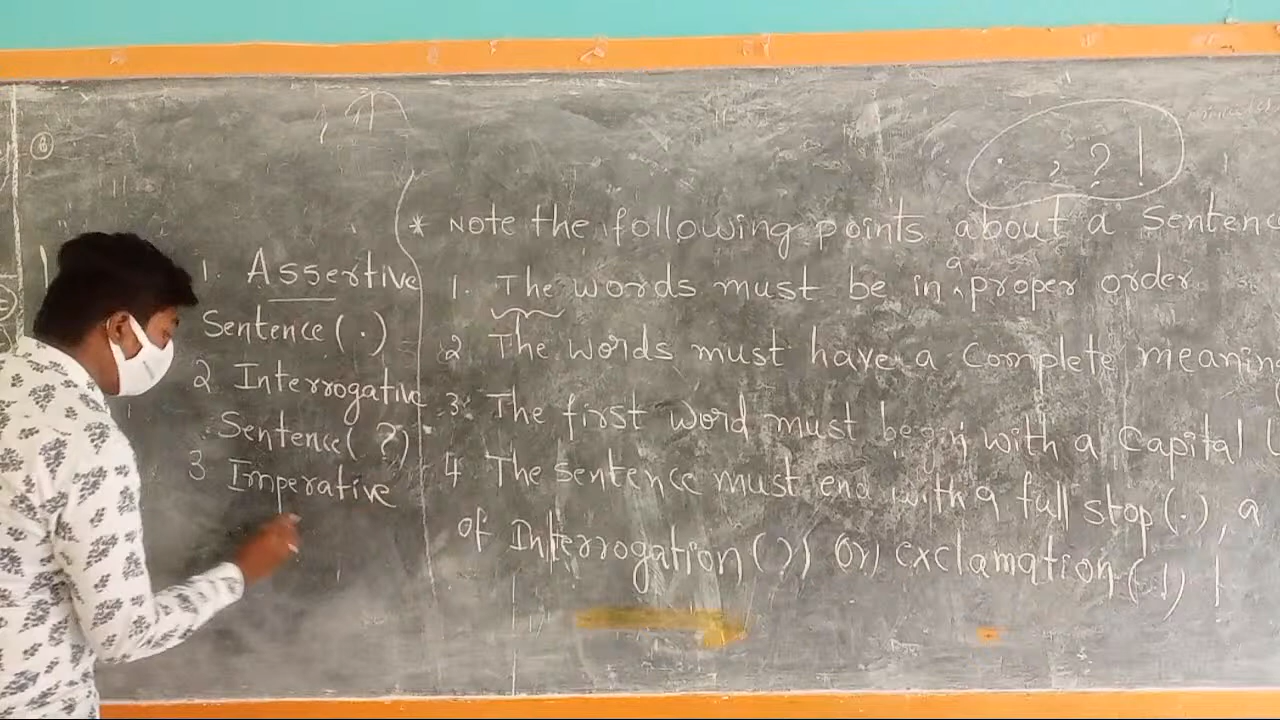 , ? !
1. Assertive
Sentence (.)
2 Interrogative
Sentence (?)
3 Imperative
* Note the following points about a Sentenc
1. The words must be in a proper order
2 The words must have a Complete meanin
3. The first word must begin with a Capital
4 The sentence must end with a full stop (.), a
of Interrogation (?) Or exclamation (!)